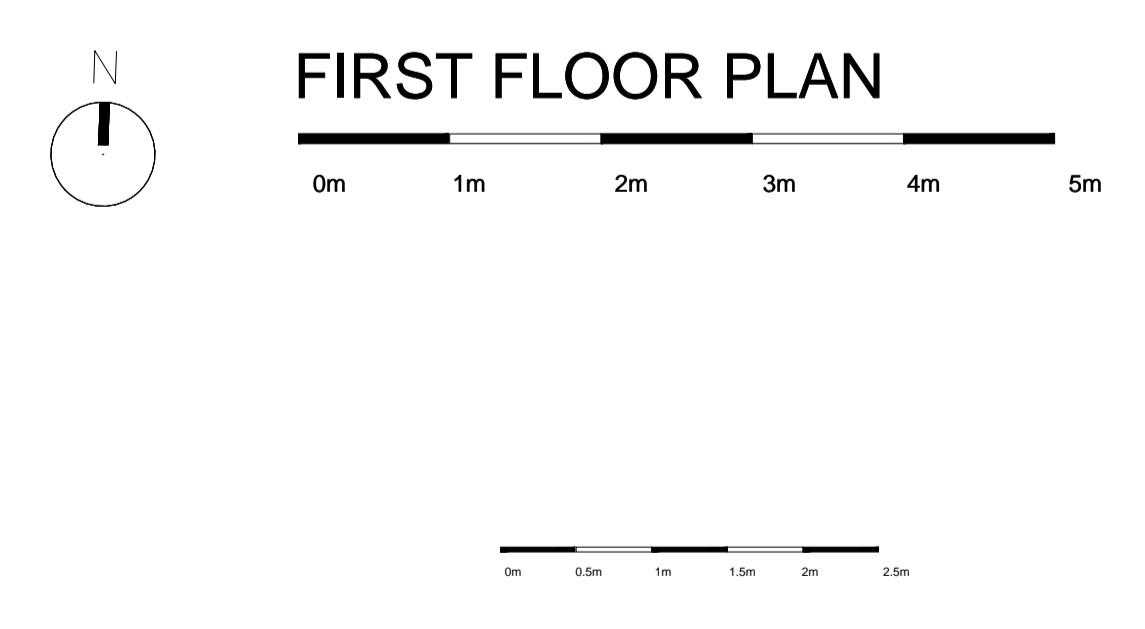 N
FIRST FLOOR PLAN
0m 1m 2m 3m 4m 5m
0m 0.5m 1m 1.5m 2m 2.5m